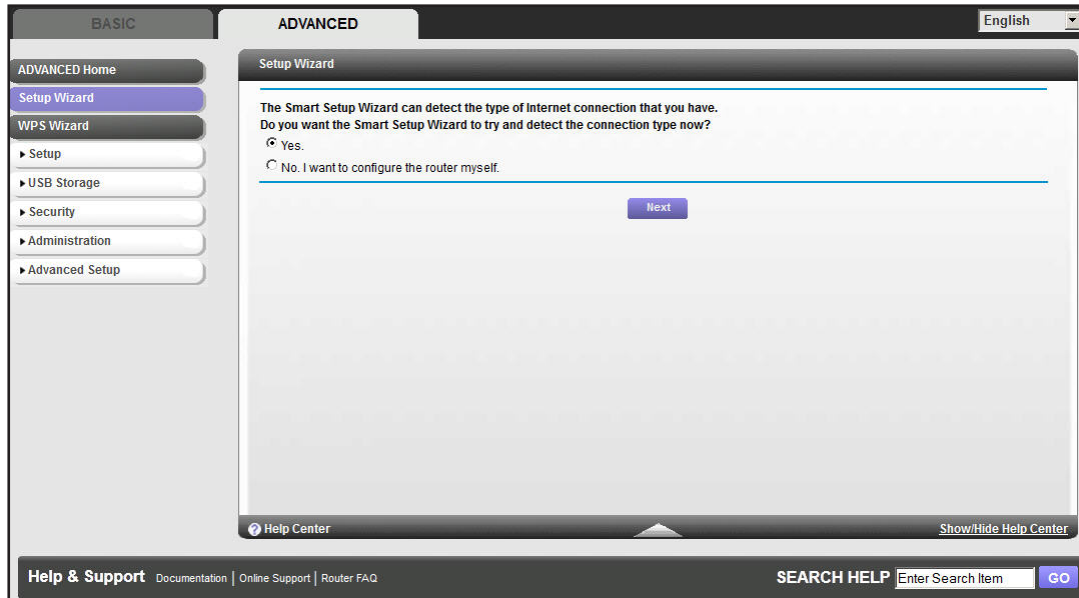 BASIC
ADVANCED
English
ADVANCED Home
Setup Wizard
WPS Wizard
Setup
USB Storage
Security
Administration
Advanced Setup
Setup Wizard
The Smart Setup Wizard can detect the type of Internet connection that you have.
Do you want the Smart Setup Wizard to try and detect the connection type now?
Yes.
No. I want to configure the router myself.
Next
? Help Center
Show/Hide Help Center
Help & Support Documentation | Online Support | Router FAQ
SEARCH HELP Enter Search Item GO